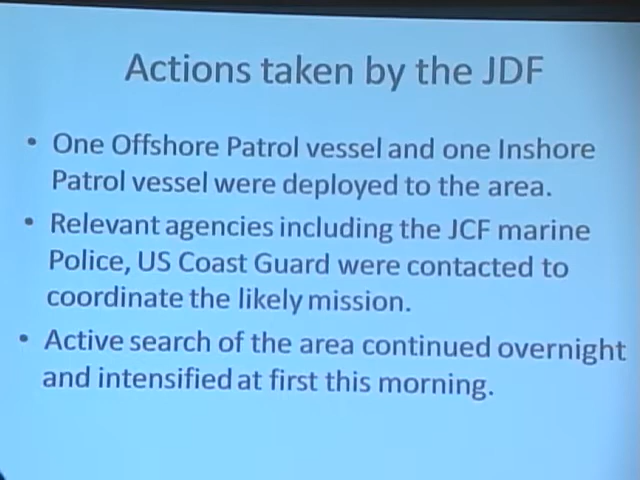 Actions taken by the JDF
• One Offshore Patrol vessel and one Inshore
Patrol vessel were deployed to the area.
• Relevant agencies including the JCF marine
Police, US Coast Guard were contacted to
coordinate the likely mission.
• Active search of the area continued overnight
and intensified at first this morning.